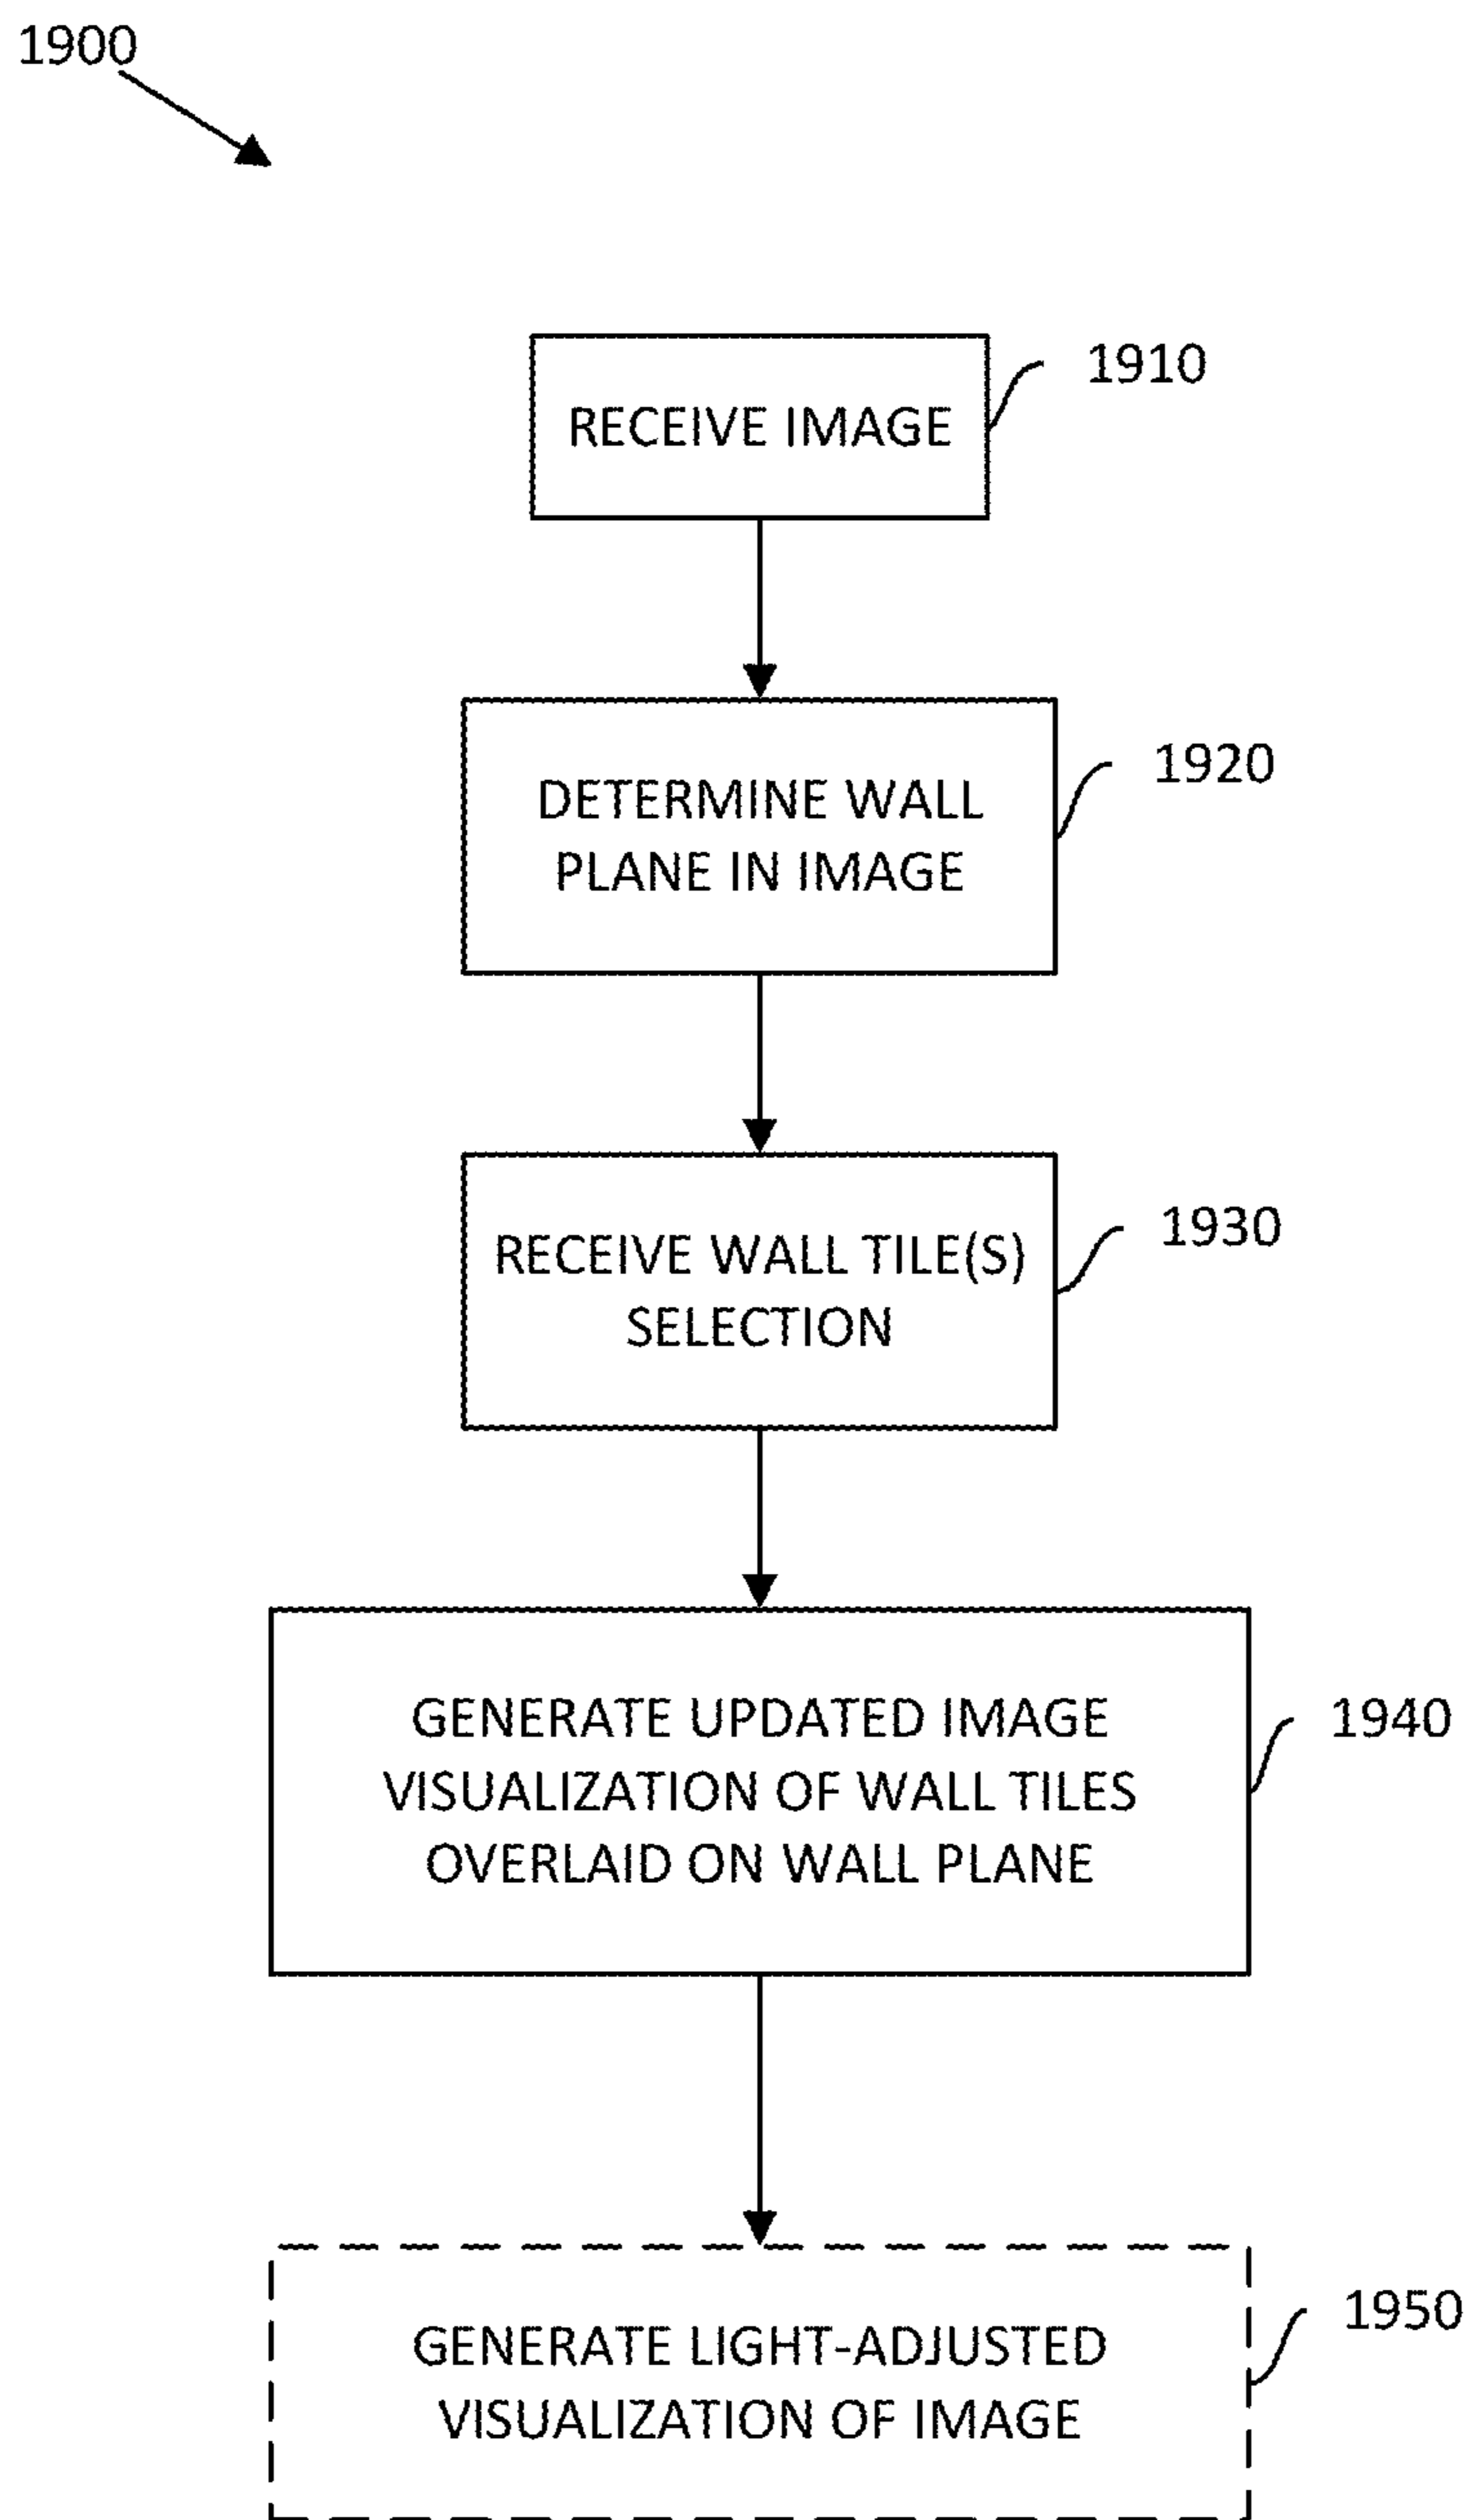 1900
RECEIVE IMAGE
1910
DETERMINE WALL
PLANE IN IMAGE
1920
RECEIVE WALL TILE(S)
SELECTION
1930
GENERATE UPDATED IMAGE
VISUALIZATION OF WALL TILES
OVERLAID ON WALL PLANE
1940
GENERATE LIGHT-ADJUSTED
VISUALIZATION OF IMAGE
1950